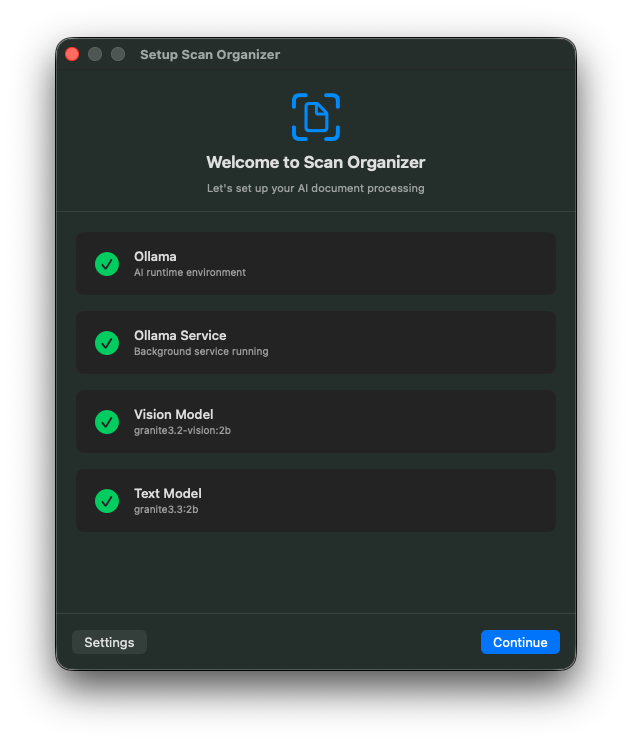 Setup Scan Organizer
Welcome to Scan Organizer
Let's set up your AI document processing
Ollama
AI runtime environment
Ollama Service
Background service running
Vision Model
granite3.2-vision:2b
Text Model
granite3.3:2b
Settings
Continue